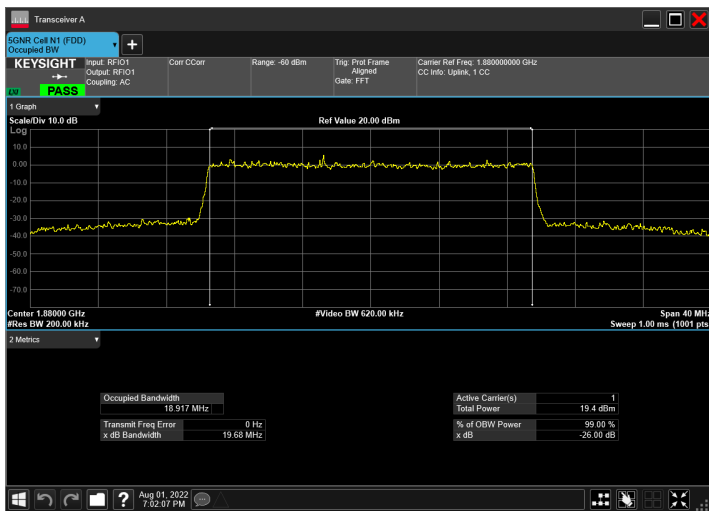 Transceiver A
5GNR Cell N1 (FDD)
Occupied BW
KEYSIGHT
PASS
LXI
Input: RFIO1
Output: RFIO1
Coupling: AC
Corr CCorr
Range: -60 dBm
Trig: Prot Frame
Aligned
Gate: FFT
Carrier Ref Freq: 1.880000000 GHz
CC Info: Uplink, 1 CC
1 Graph
Scale/Div 10.0 dB
Ref Value 20.00 dBm
Log
10.0
0.00
-10.0
-20.0
-30.0
-40.0
-50.0
-60.0
-70.0
Center 1.88000 GHz
#Video BW 620.00 kHz
Span 40 MHz
#Res BW 200.00 kHz
Sweep 1.00 ms (1001 pts
2 Metrics
Occupied Bandwidth
18.917 MHz
Transmit Freq Error 0 Hz
x dB Bandwidth 19.68 MHz
Active Carrier(s) 1
Total Power 19.4 dBm
% of OBW Power 99.00 %
x dB -26.00 dB
?
Aug 01, 2022
7:02:07 PM